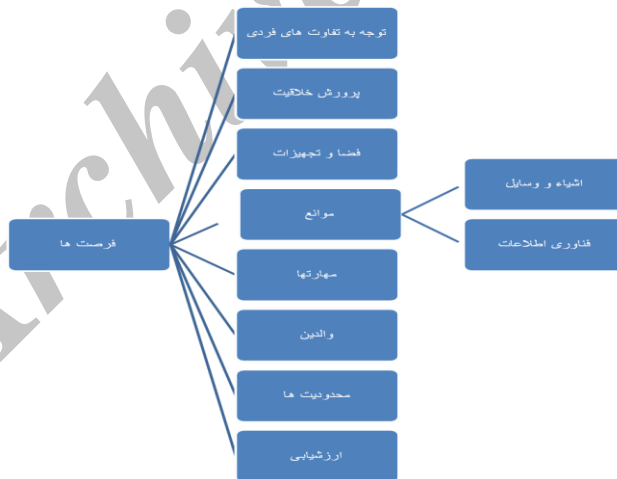 توجه به تفاوت های فردی
پرورش خلاقیت
فضا و تجهیزات
موانع
اشیاء و وسایل
فناوری اطلاعات
فرصت ها
مهارتها
والدین
محدودیت ها
ارزشیابی